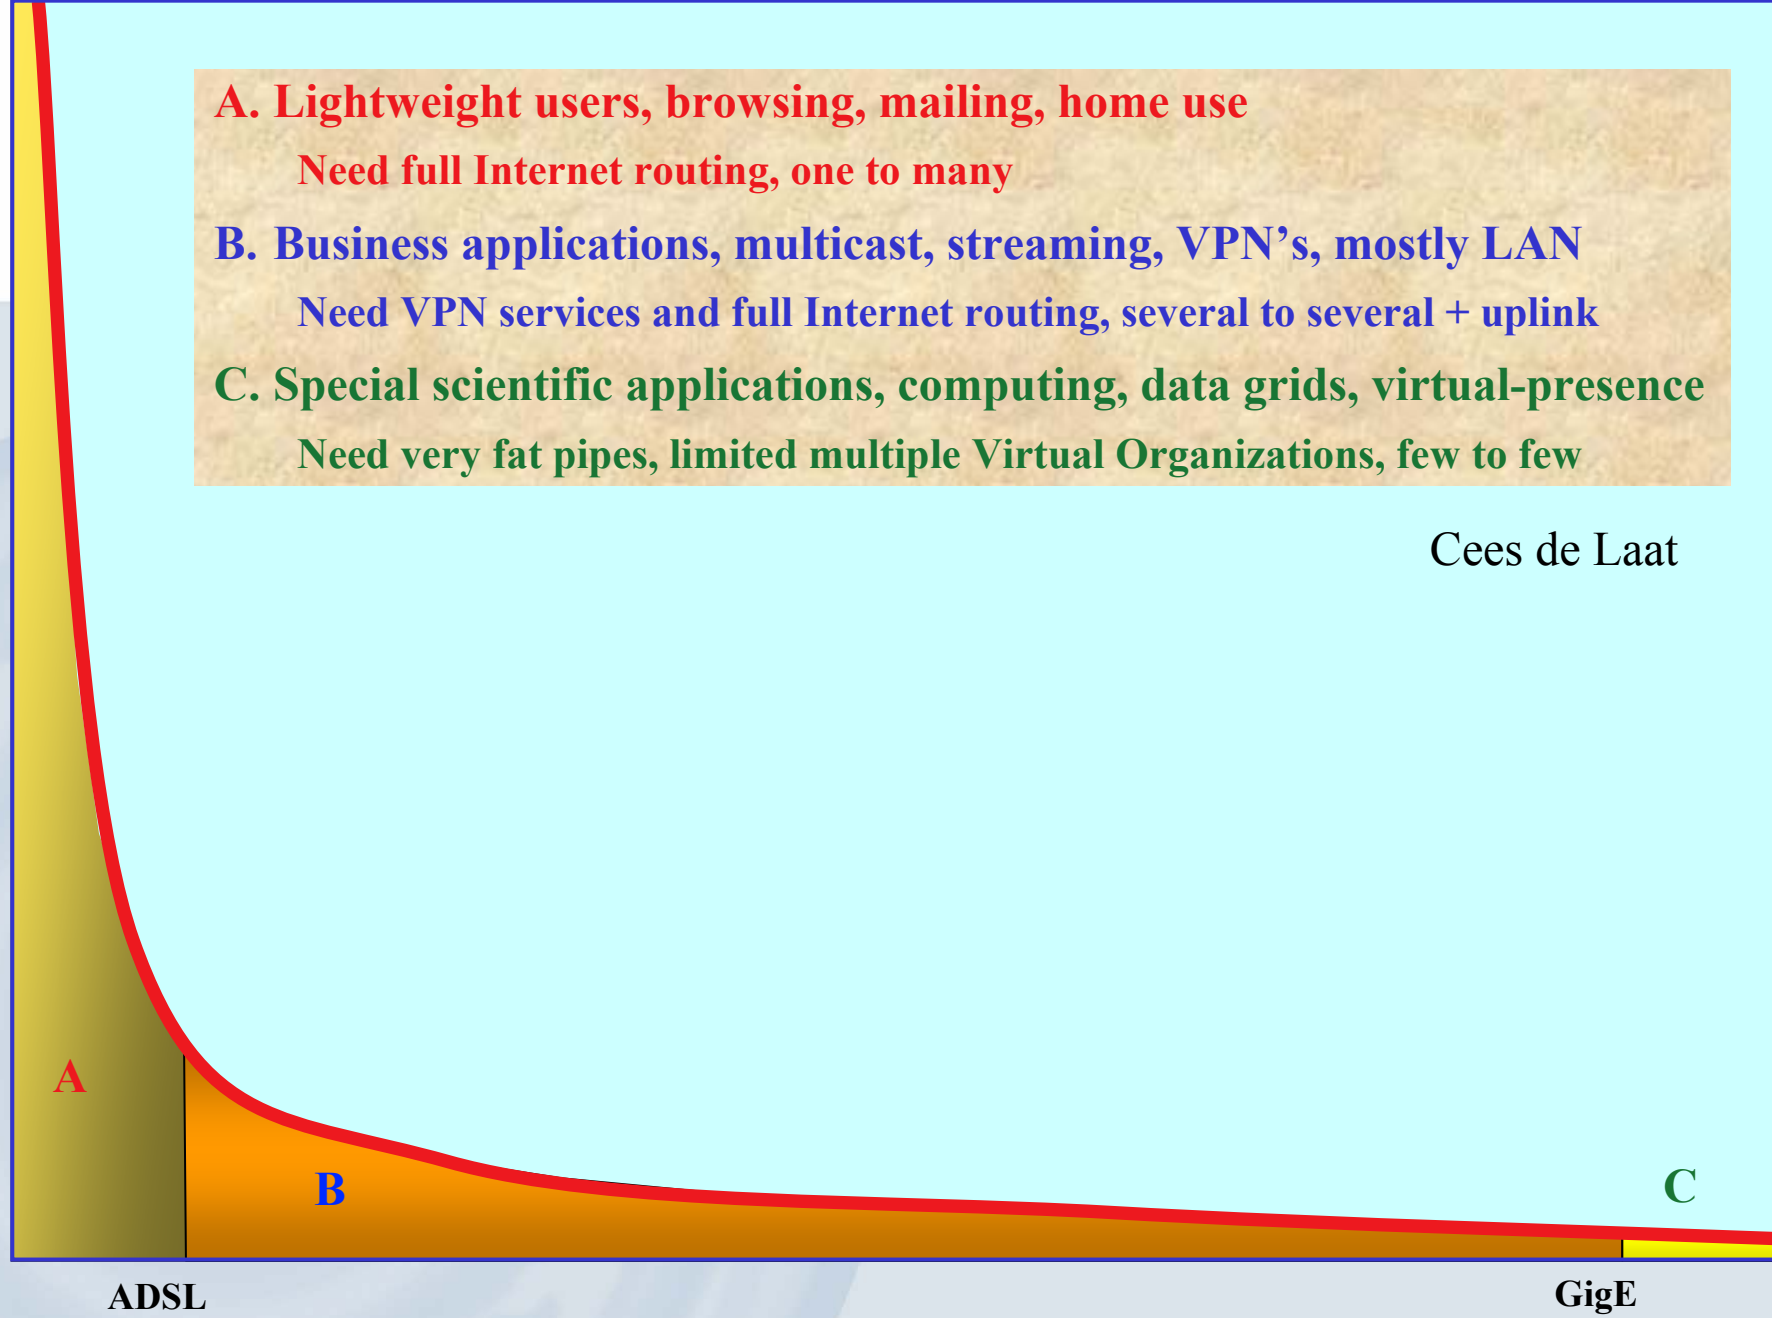 A. Lightweight users, browsing, mailing, home use
Need full Internet routing, one to many
B. Business applications, multicast, streaming, VPN’s, mostly LAN
Need VPN services and full Internet routing, several to several + uplink
C. Special scientific applications, computing, data grids, virtual-presence
Need very fat pipes, limited multiple Virtual Organizations, few to few
Cees de Laat
A
B
C
ADSL
GigE